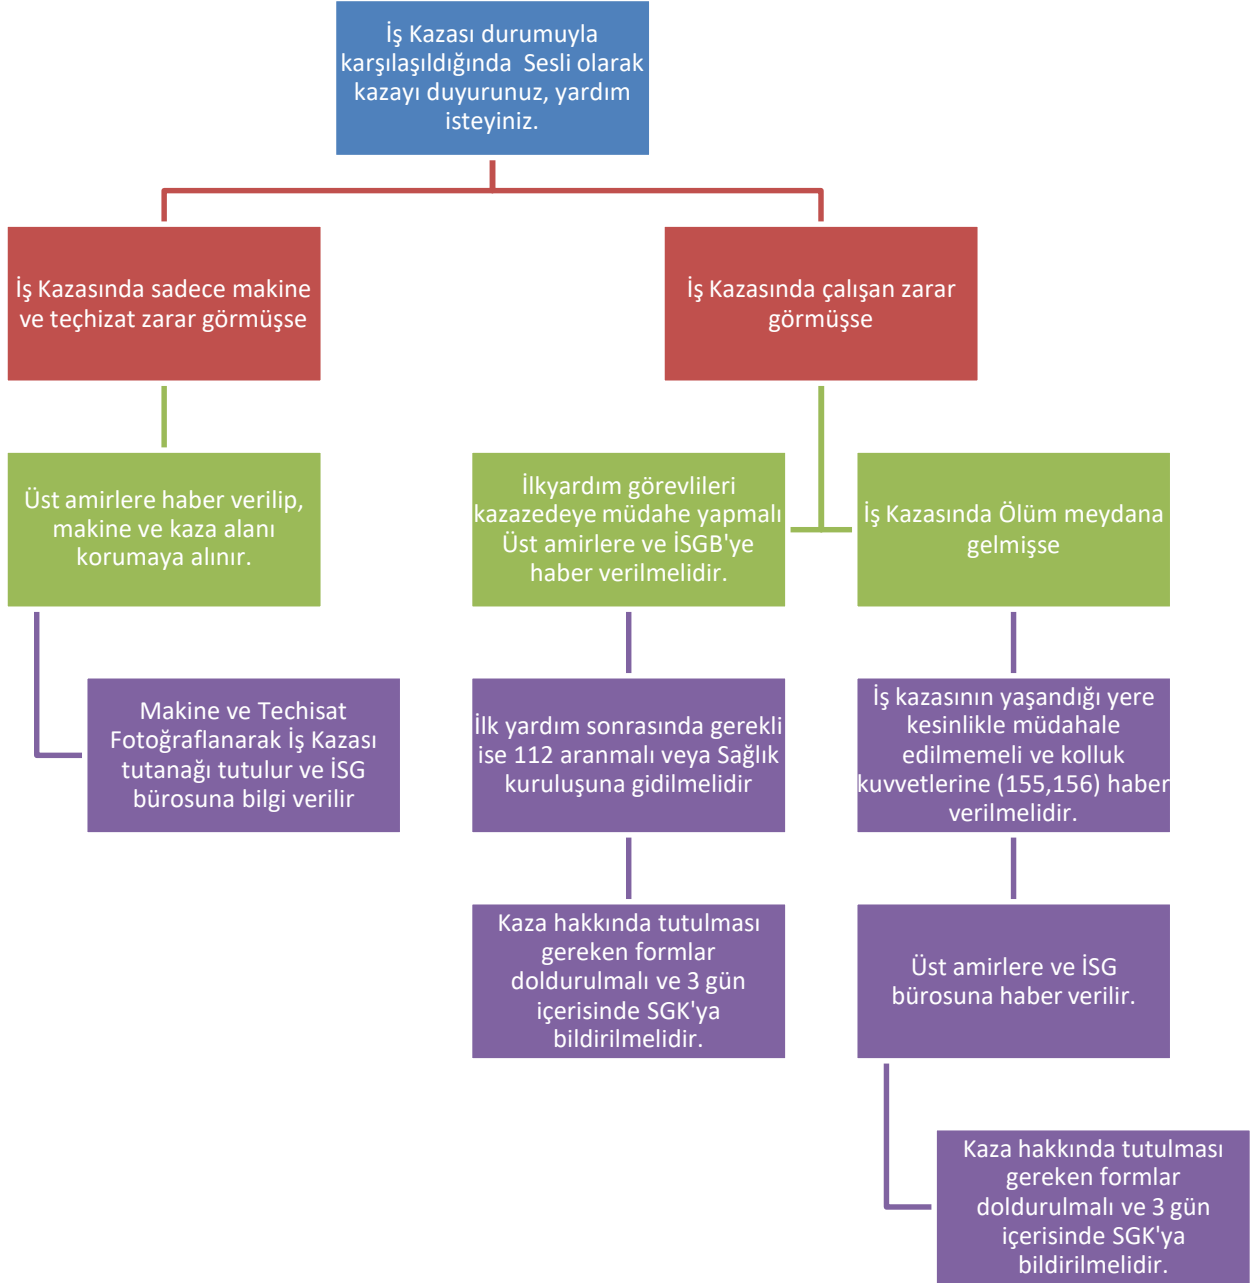 İş Kazası durumuyla
karşılaşıldığında  Sesli olarak
kazayı duyurunuz, yardım
isteyiniz.
İş Kazasında sadece makine
ve teçhizat zarar görmüşse
İş Kazasında çalışan zarar
görmüşse
Üst amirlere haber verilip,
makine ve kaza alanı
korumaya alınır.
İlkyardım görevlileri
kazazedeye müdahe yapmalı
Üst amirlere ve İSGB'ye
haber verilmelidir.
İş Kazasında Ölüm meydana
gelmişse
Makine ve Techisat
Fotoğraflanarak İş Kazası
tutanağı tutulur ve İSG
bürosuna bilgi verilir
İlk yardım sonrasında gerekli
ise 112 aranmalı veya Sağlık
kuruluşuna gidilmelidir
İş kazasının yaşandığı yere
kesinlikle müdahale
edilmemeli ve kolluk
kuvvetlerine (155,156) haber
verilmelidir.
Kaza hakkında tutulması
gereken formlar
doldurulmalı ve 3 gün
içerisinde SGK'ya
bildirilmelidir.
Üst amirlere ve İSG
bürosuna haber verilir.
Kaza hakkında tutulması
gereken formlar
doldurulmalı ve 3 gün
içerisinde SGK'ya
bildirilmelidir.